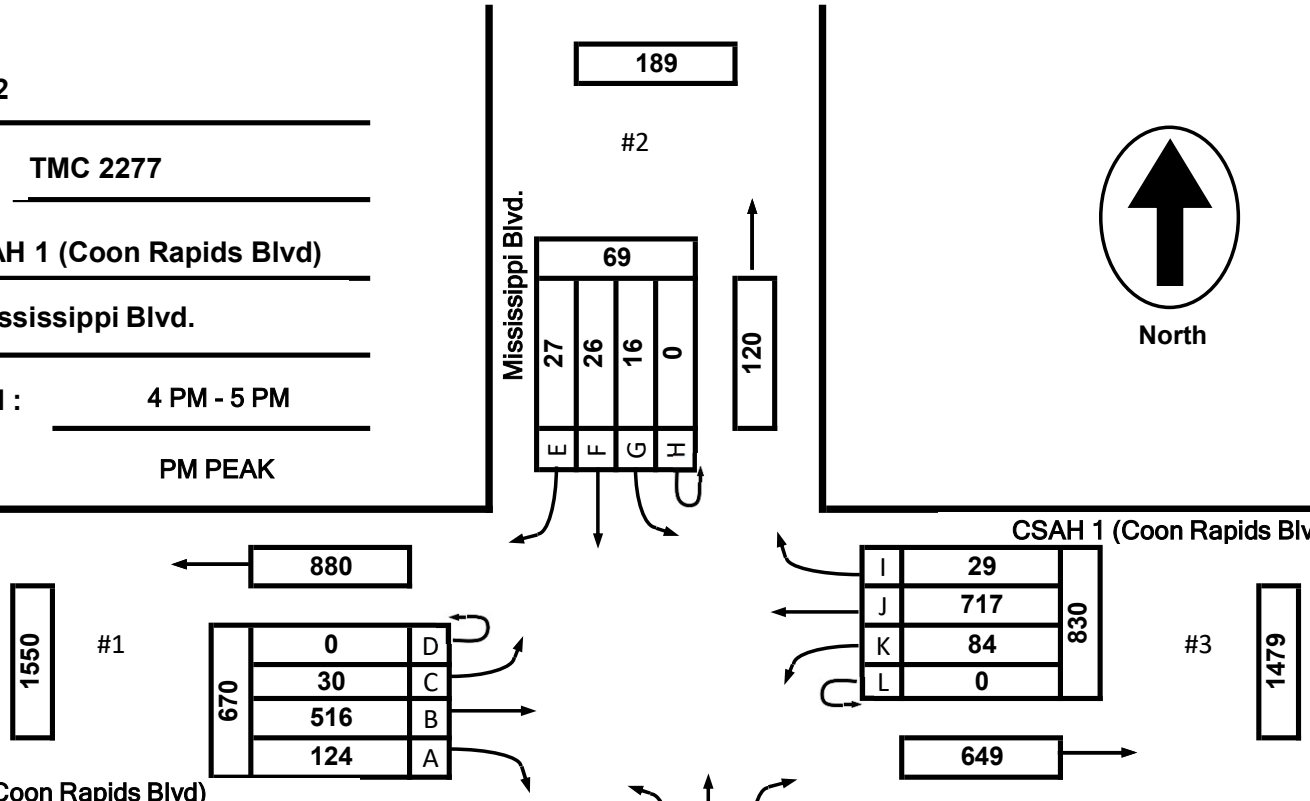 2
TMC 2277
AH 1 (Coon Rapids Blvd)
ssissippi Blvd.
:
4 PM - 5 PM
PM PEAK
189
#2
Mississippi Blvd.
69
27
26
16
0
E
F
G
H
120
North
CSAH 1 (Coon Rapids Blv
880
1550
#1
670
0
D
30
C
516
B
124
A
I
29
J
717
K
84
L
0
830
#3
1479
649
Coon Rapids Blvd)